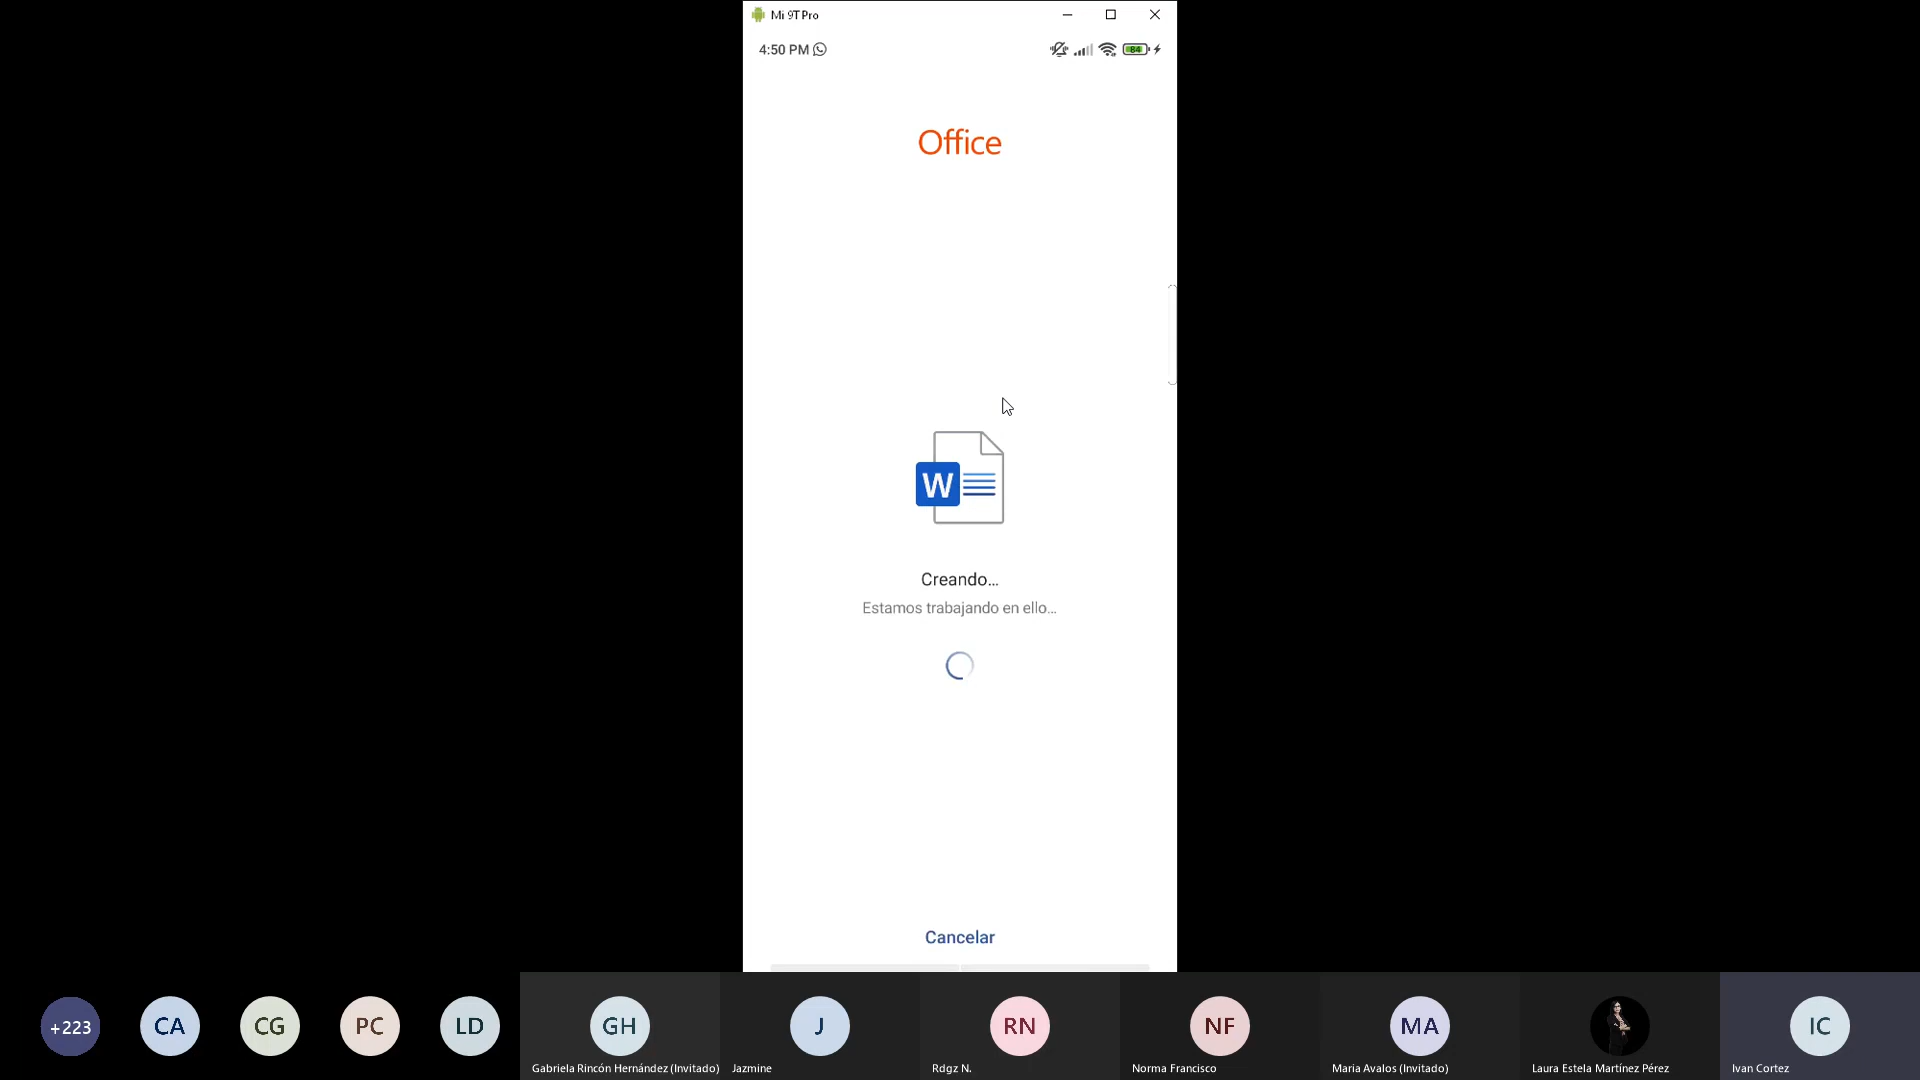 Mi 9T Pro
4:50 PM
84
Office
W
Creando...
Estamos trabajando en ello...
Cancelar
+223
CA
CG
PC
LD
GH
J
RN
NF
MA
IC
Gabriela Rincón Hernández (Invitado)
Jazmine
Rdgz N.
Norma Francisco
Maria Avalos (Invitado)
Laura Estela Martínez Pérez
Ivan Cortez